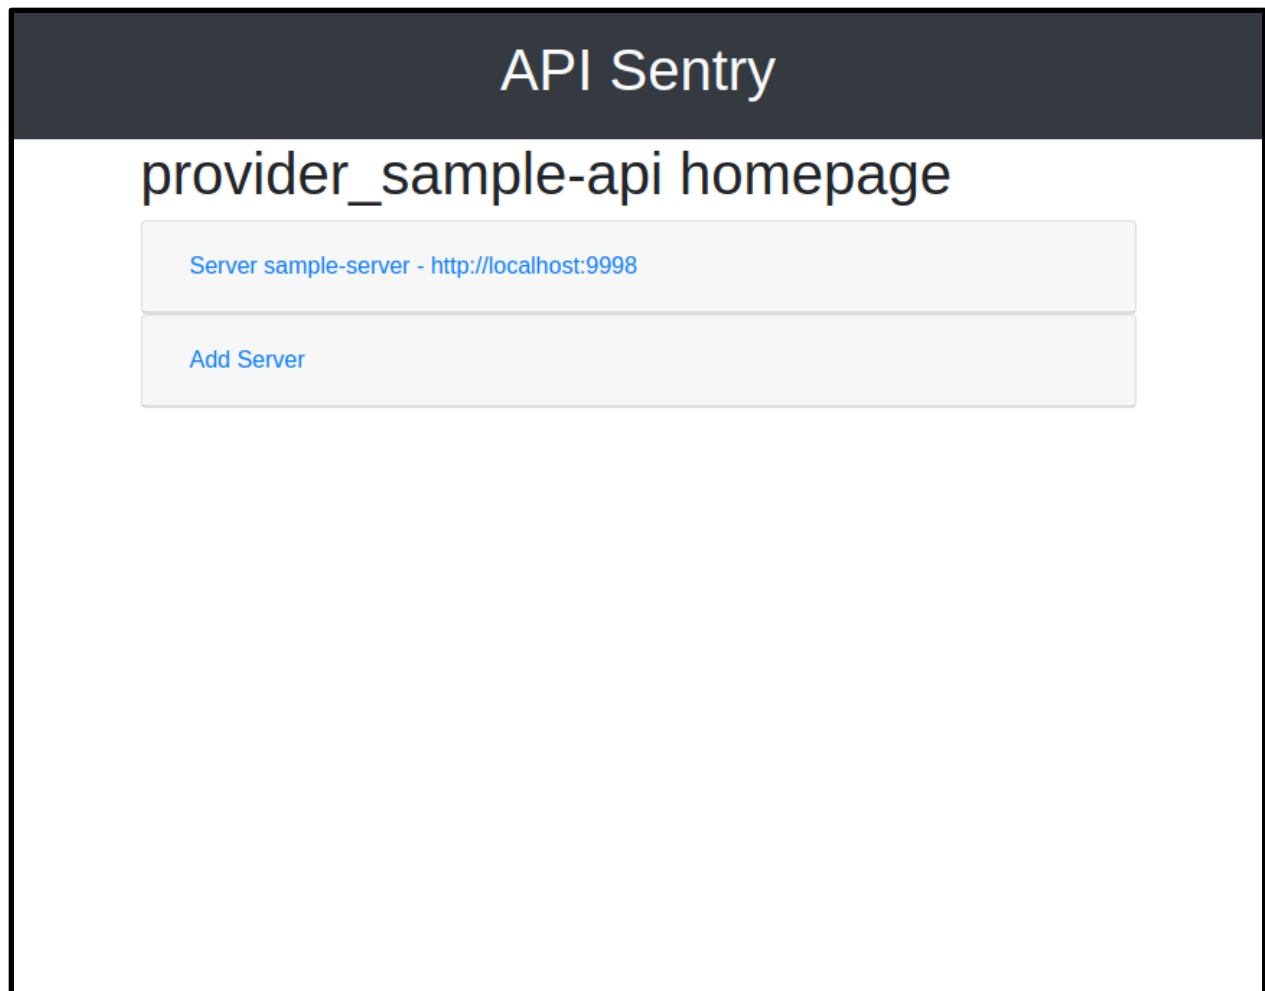 API Sentry
provider_sample-api homepage
Server sample-server - http://localhost:9998
Add Server